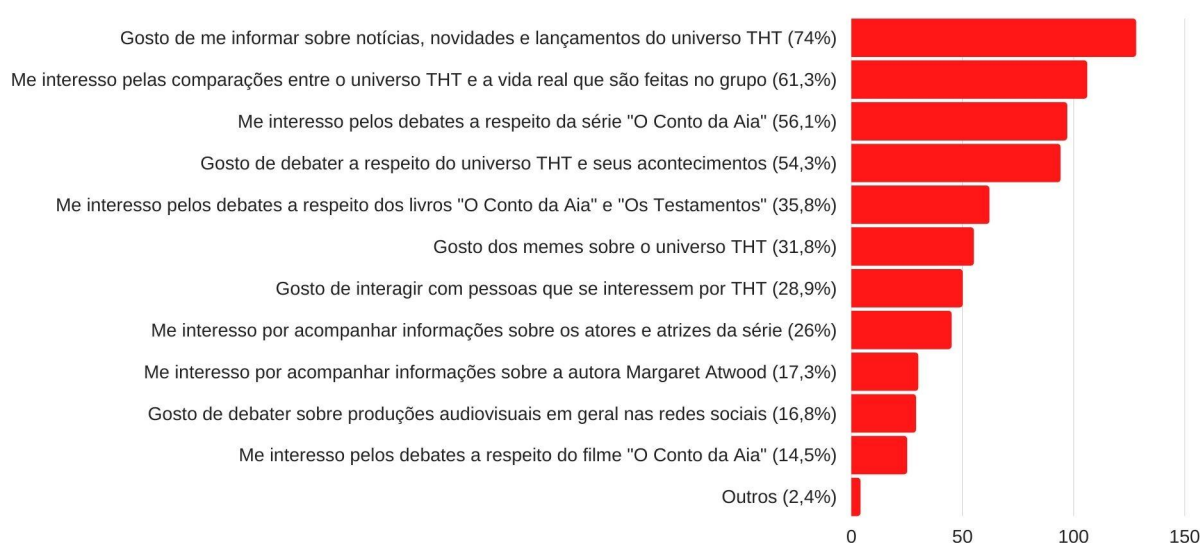 Gosto de me informar sobre notícias, novidades e lançamentos do universo THT (74%)
Me interesso pelas comparações entre o universo THT e a vida real que são feitas no grupo (61,3%)
Me interesso pelos debates a respeito da série "O Conto da Aia" (56,1%)
Gosto de debater a respeito do universo THT e seus acontecimentos (54,3%)
Me interesso pelos debates a respeito dos livros "O Conto da Aia" e "Os Testamentos" (35,8%)
Gosto dos memes sobre o universo THT (31,8%)
Gosto de interagir com pessoas que se interessem por THT (28,9%)
Me interesso por acompanhar informações sobre os atores e atrizes da série (26%)
Me interesso por acompanhar informações sobre a autora Margaret Atwood (17,3%)
Gosto de debater sobre produções audiovisuais em geral nas redes sociais (16,8%)
Me interesso pelos debates a respeito do filme "O Conto da Aia" (14,5%)
Outros (2,4%)
0 50 100 150